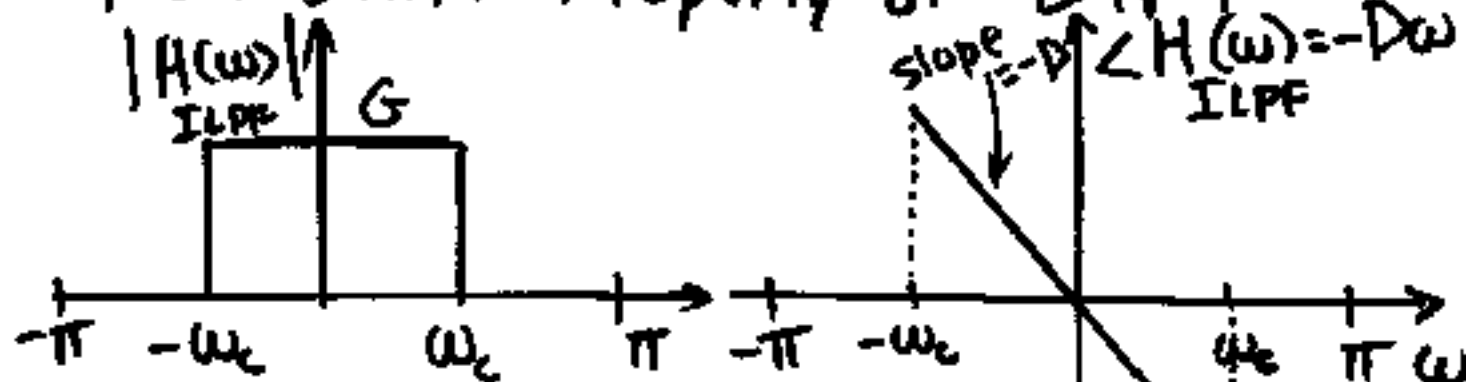 |H(ω)| G slope =-D ∠H(ω)=-Dω
ILPF ILPF
-π -ωc ωc π -π -ωc ωc π ω